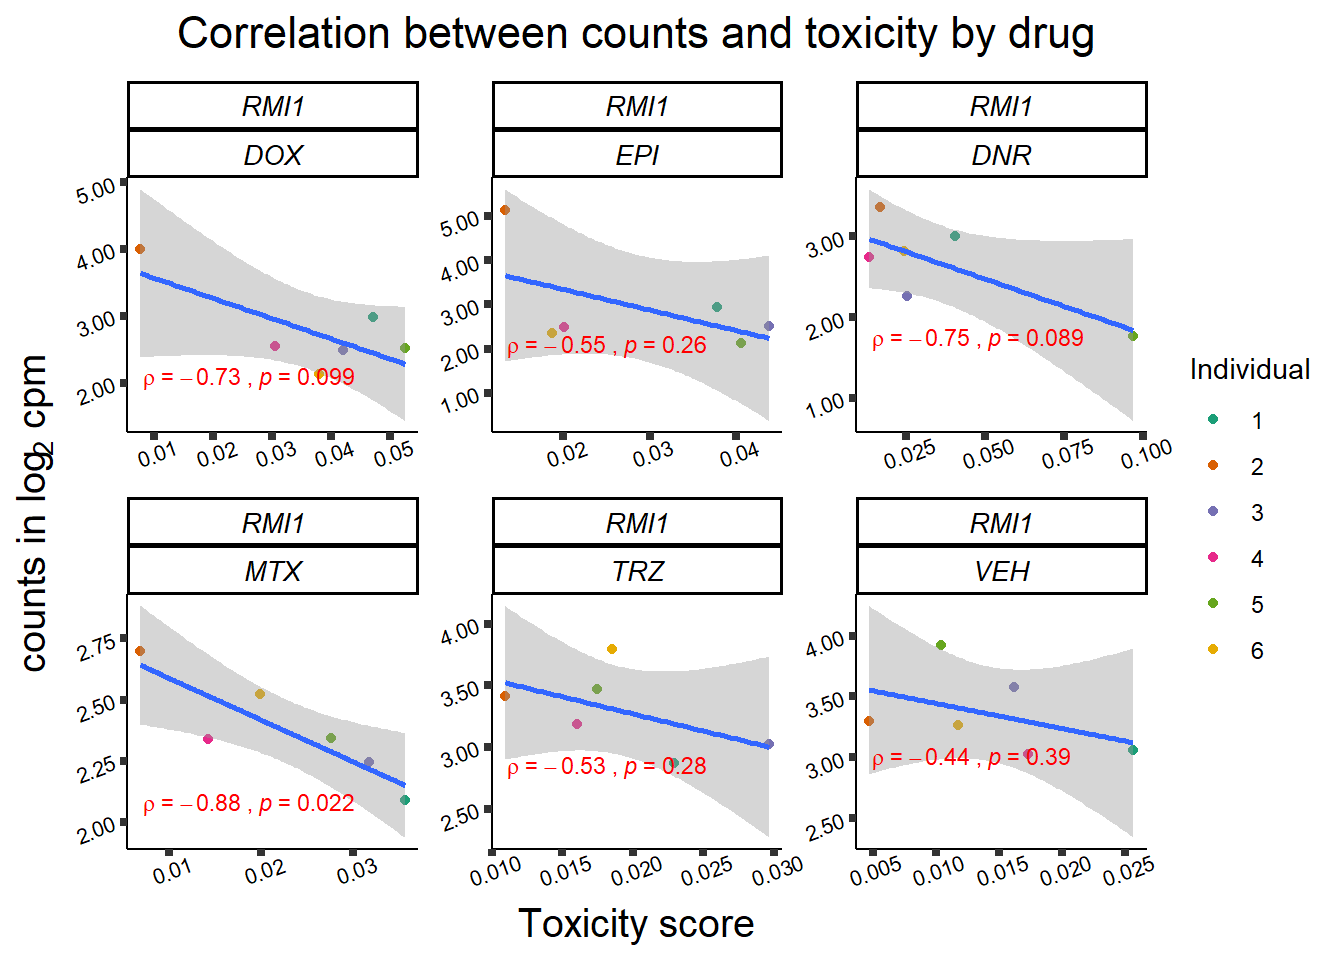 Correlation between counts and toxicity by drug
RMI1
DOX
5.00
4.00
3.00
2.00
ρ = −0.73 , p = 0.099
0.01 0.02 0.03 0.04 0.05
RMI1
EPI
5.00
4.00
3.00
2.00
1.00
ρ = −0.55 , p = 0.26
0.02 0.03 0.04
RMI1
DNR
3.00
2.00
1.00
ρ = −0.75 , p = 0.089
0.025 0.050 0.075 0.100
RMI1
MTX
2.75
2.50
2.25
2.00
ρ = −0.88 , p = 0.022
0.01 0.02 0.03
RMI1
TRZ
4.00
3.50
3.00
2.50
ρ = −0.53 , p = 0.28
0.010 0.015 0.020 0.025 0.030
RMI1
VEH
4.00
3.50
3.00
2.50
ρ = −0.44 , p = 0.39
0.005 0.010 0.015 0.020 0.025
counts in log2 cpm
Toxicity score
Individual
1
2
3
4
5
6